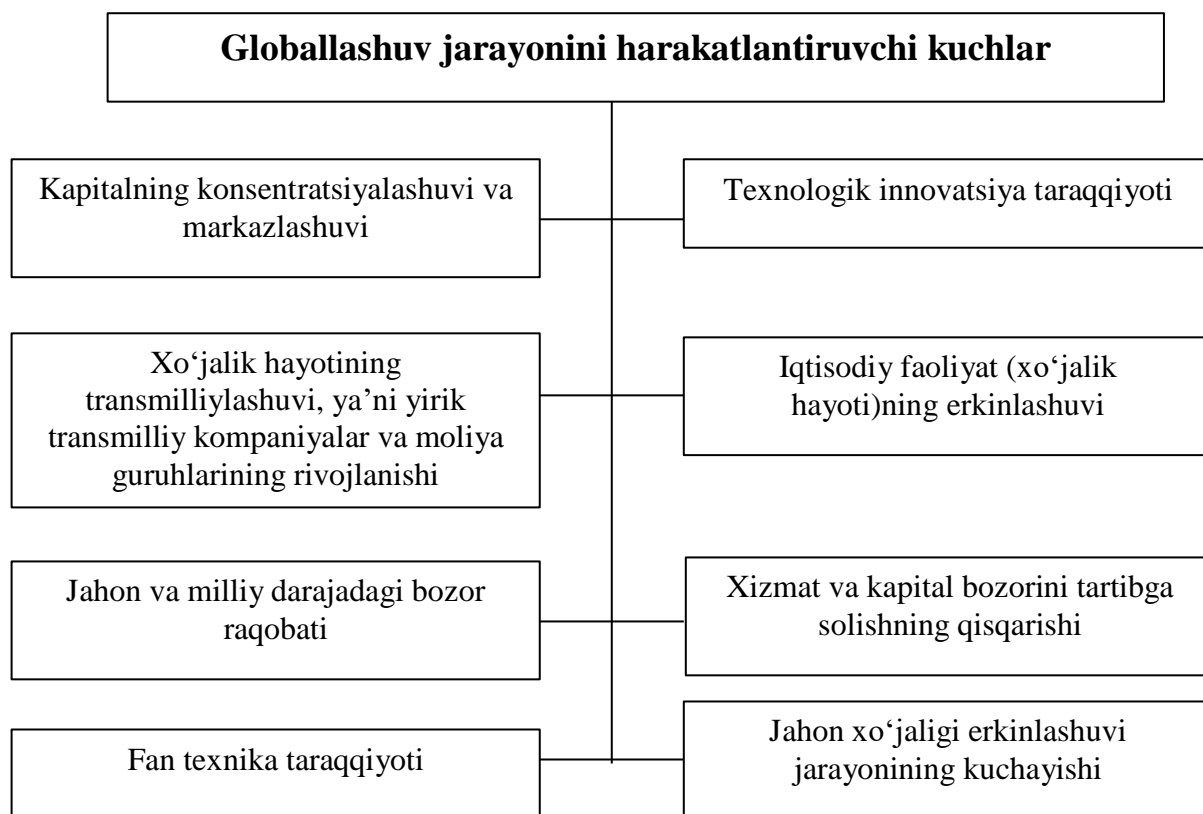 Globallashuv jarayonini harakatlantiruvchi kuchlar
Kapitalning konsentratsiyalashuvi va
markazlashuvi
Texnologik innovatsiya taraqqiyoti
Xo‘jalik hayotining
transmilliylashuvi, ya’ni yirik
transmilliy kompaniyalar va moliya
guruhlarining rivojlanishi
Iqtisodiy faoliyat (xo‘jalik
hayoti)ning erkinlashuvi
Jahon va milliy darajadagi bozor
raqobati
Xizmat va kapital bozorini tartibga
solishning qisqarishi
Fan texnika taraqqiyoti
Jahon xo‘jaligi erkinlashuvi
jarayonining kuchayishi